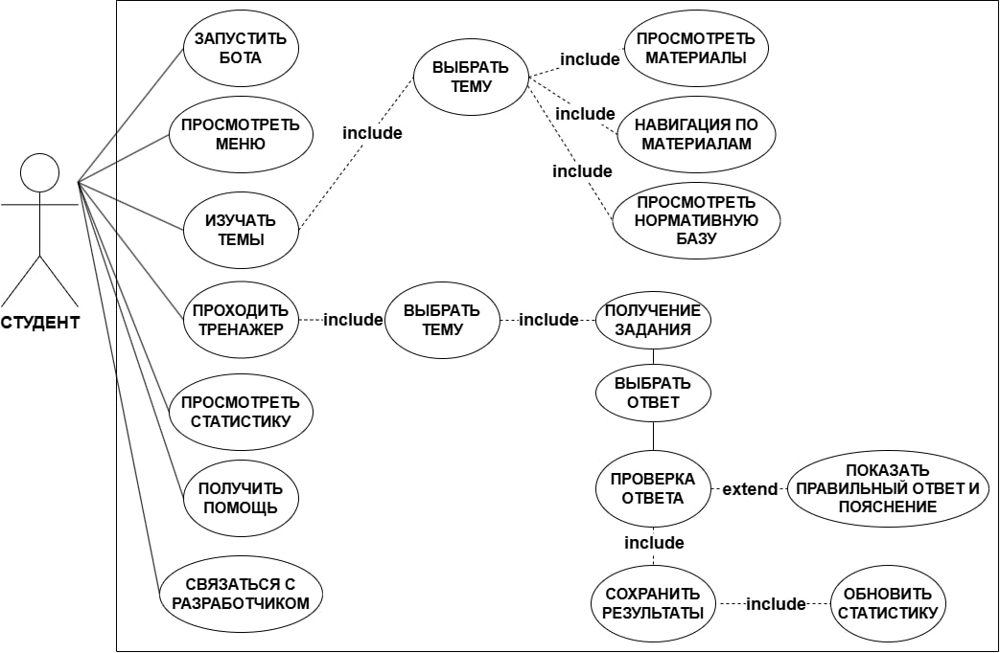 СТУДЕНТ
ЗАПУСТИТЬ
БОТА
ПРОСМОТРЕТЬ
МЕНЮ
ИЗУЧАТЬ
ТЕМЫ
include
ВЫБРАТЬ
ТЕМУ
include
ПРОСМОТРЕТЬ
МАТЕРИАЛЫ
include
НАВИГАЦИЯ ПО
МАТЕРИАЛАМ
include
ПРОСМОТРЕТЬ
НОРМАТИВНУЮ
БАЗУ
ПРОХОДИТЬ
ТРЕНАЖЕР
include
ВЫБРАТЬ
ТЕМУ
include
ПОЛУЧЕНИЕ
ЗАДАНИЯ
ВЫБРАТЬ
ОТВЕТ
ПРОВЕРКА
ОТВЕТА
extend
ПОКАЗАТЬ
ПРАВИЛЬНЫЙ ОТВЕТ И
ПОЯСНЕНИЕ
include
СОХРАНИТЬ
РЕЗУЛЬТАТЫ
include
ОБНОВИТЬ
СТАТИСТИКУ
ПРОСМОТРЕТЬ
СТАТИСТИКУ
ПОЛУЧИТЬ
ПОМОЩЬ
СВЯЗАТЬСЯ С
РАЗРАБОТЧИКОМ